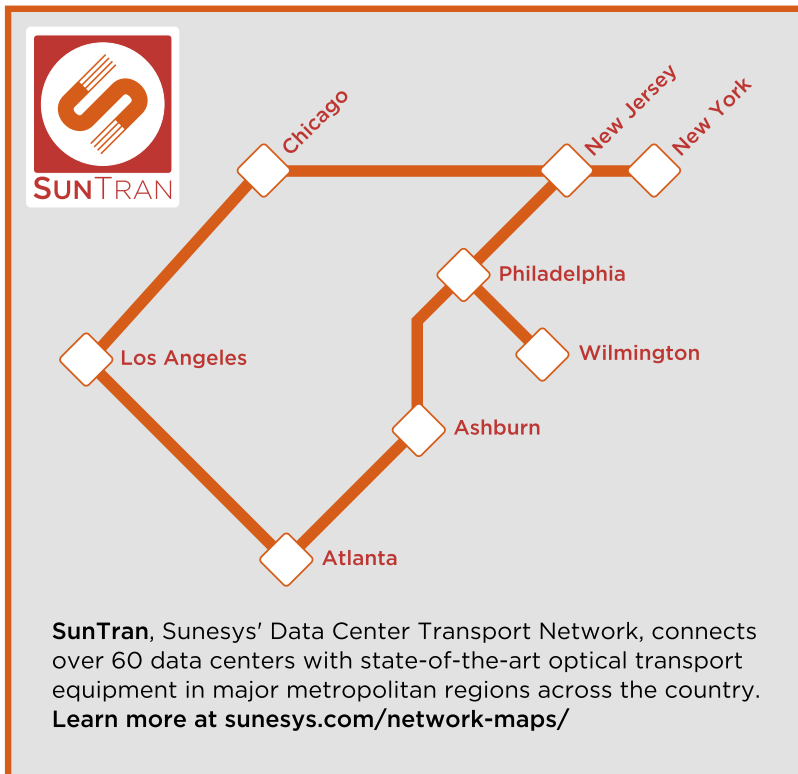 SUNTRAN
Chicago
New Jersey
New York
Philadelphia
Los Angeles
Wilmington
Ashburn
Atlanta
SunTran, Sunesys' Data Center Transport Network, connects
over 60 data centers with state-of-the-art optical transport
equipment in major metropolitan regions across the country.
Learn more at sunesys.com/network-maps/